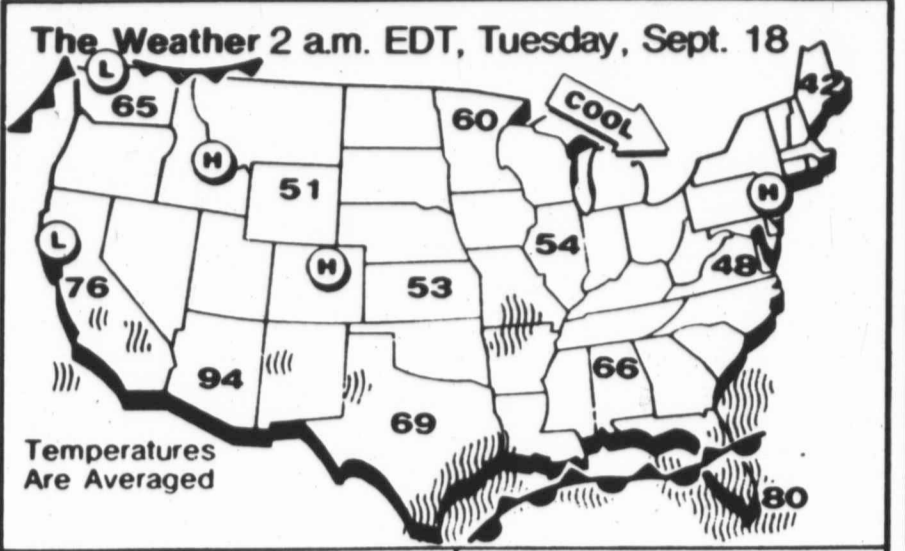 The Weather 2 a.m. EDT, Tuesday, Sept. 18
L
65
60
COOL
42
H
51
H
L
54
H
48
76
53
94
66
69
Temperatures
Are Averaged
80